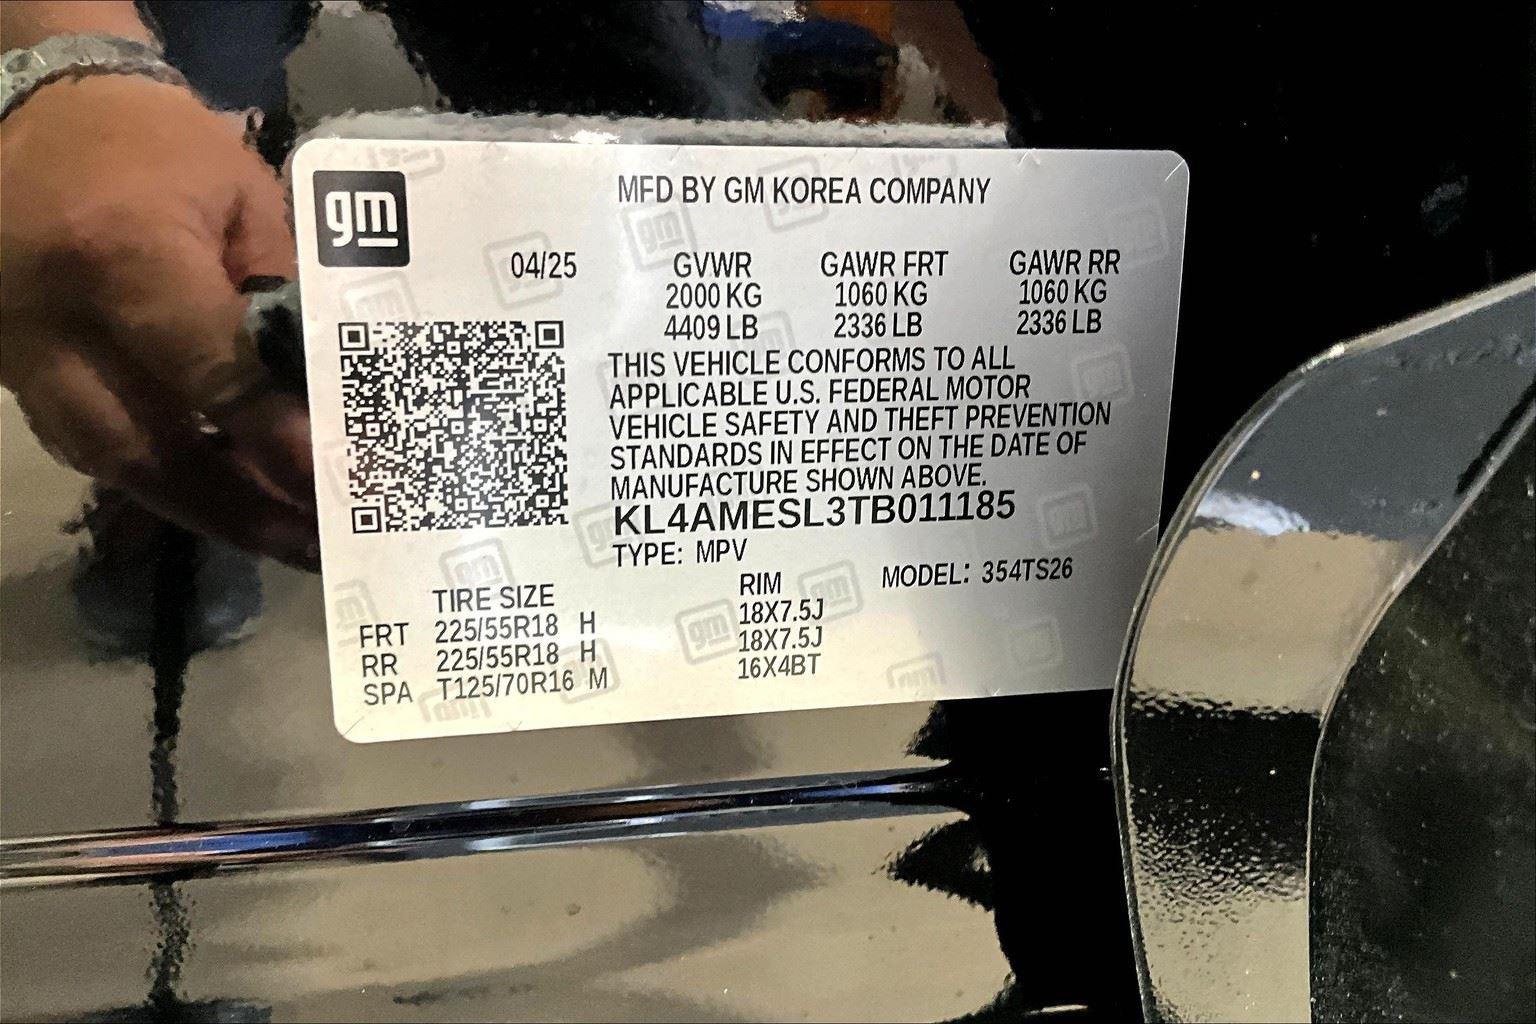 gm
MFD BY GM KOREA COMPANY
04/25 GVWR GAWR FRT GAWR RR
2000 KG 1060 KG 1060 KG
4409 LB 2336 LB 2336 LB
THIS VEHICLE CONFORMS TO ALL
APPLICABLE U.S. FEDERAL MOTOR
VEHICLE SAFETY AND THEFT PREVENTION
STANDARDS IN EFFECT ON THE DATE OF
MANUFACTURE SHOWN ABOVE.
KL4AMESL3TB011185
TYPE: MPV
MODEL: 354TS26
TIRE SIZE RIM
FRT 225/55R18 H 18X7.5J
RR 225/55R18 H 18X7.5J
SPA T125/70R16 M 16X4BT